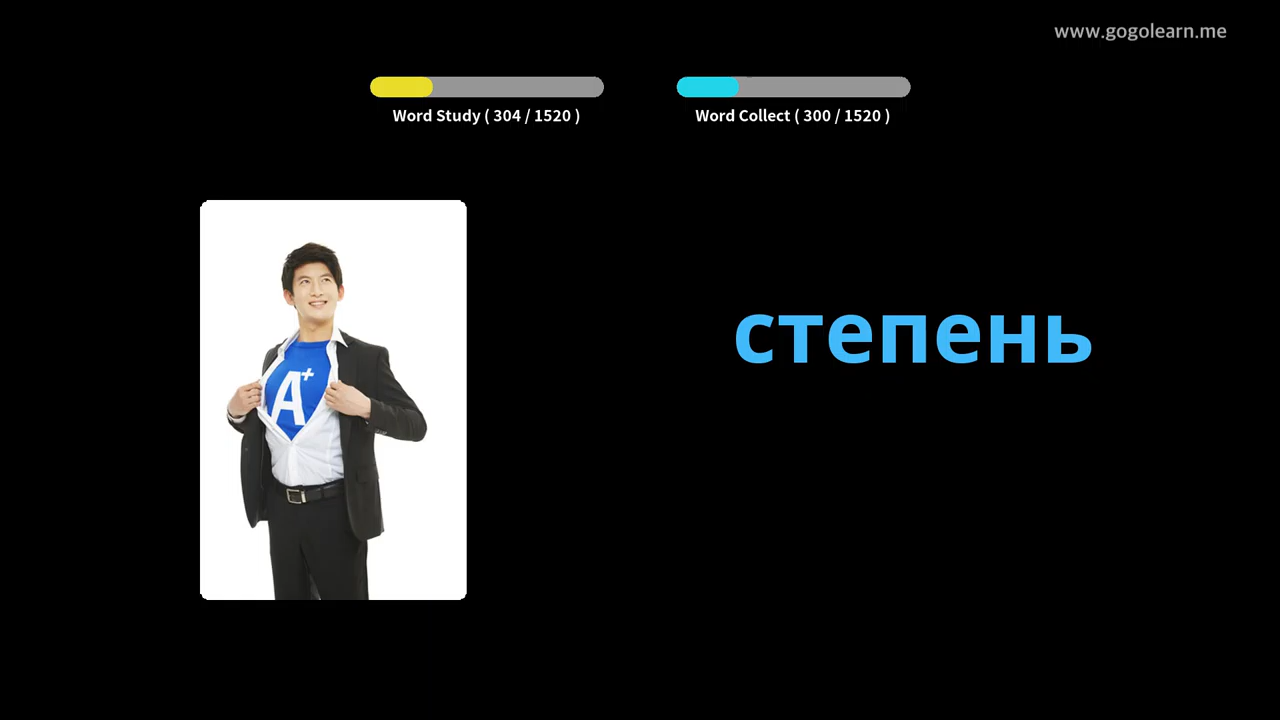 www.gogolearn.me
Word Study ( 304 / 1520 )
Word Collect ( 300 / 1520 )
степень
A+